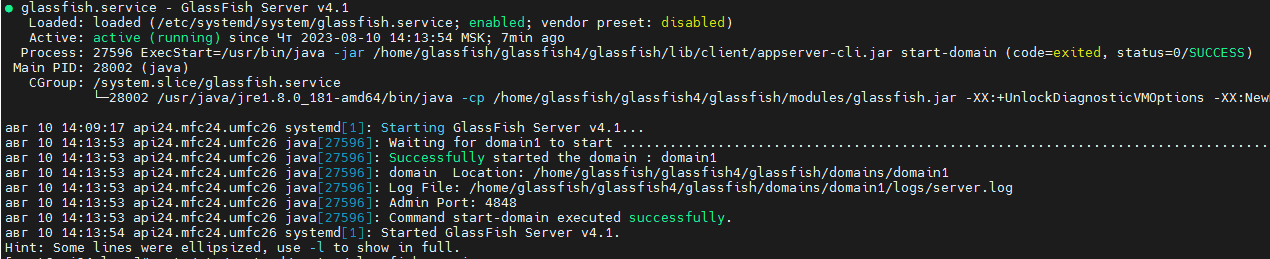 ● glassfish.service - GlassFish Server v4.1
Loaded: loaded (/etc/systemd/system/glassfish.service; enabled; vendor preset: disabled)
Active: active (running) since Чт 2023-08-10 14:13:54 MSK; 7min ago
Process: 27596 ExecStart=/usr/bin/java -jar /home/glassfish/glassfish4/glassfish/lib/client/appserver-cli.jar start-domain (code=exited, status=0/SUCCESS)
Main PID: 28002 (java)
CGroup: /system.slice/glassfish.service
└─28002 /usr/java/jre1.8.0_181-amd64/bin/java -cp /home/glassfish/glassfish4/glassfish/modules/glassfish.jar -XX:+UnlockDiagnosticVMOptions -XX:New
авг 10 14:09:17 api24.mfc24.umfc26 systemd[1]: Starting GlassFish Server v4.1...
авг 10 14:13:53 api24.mfc24.umfc26 java[27596]: Waiting for domain1 to start ................................................................................................
авг 10 14:13:53 api24.mfc24.umfc26 java[27596]: Successfully started the domain : domain1
авг 10 14:13:53 api24.mfc24.umfc26 java[27596]: domain  Location: /home/glassfish/glassfish4/glassfish/domains/domain1
авг 10 14:13:53 api24.mfc24.umfc26 java[27596]: Log File: /home/glassfish/glassfish4/glassfish/domains/domain1/logs/server.log
авг 10 14:13:53 api24.mfc24.umfc26 java[27596]: Admin Port: 4848
авг 10 14:13:53 api24.mfc24.umfc26 java[27596]: Command start-domain executed successfully.
авг 10 14:13:54 api24.mfc24.umfc26 systemd[1]: Started GlassFish Server v4.1.
Hint: Some lines were ellipsized, use -l to show in full.